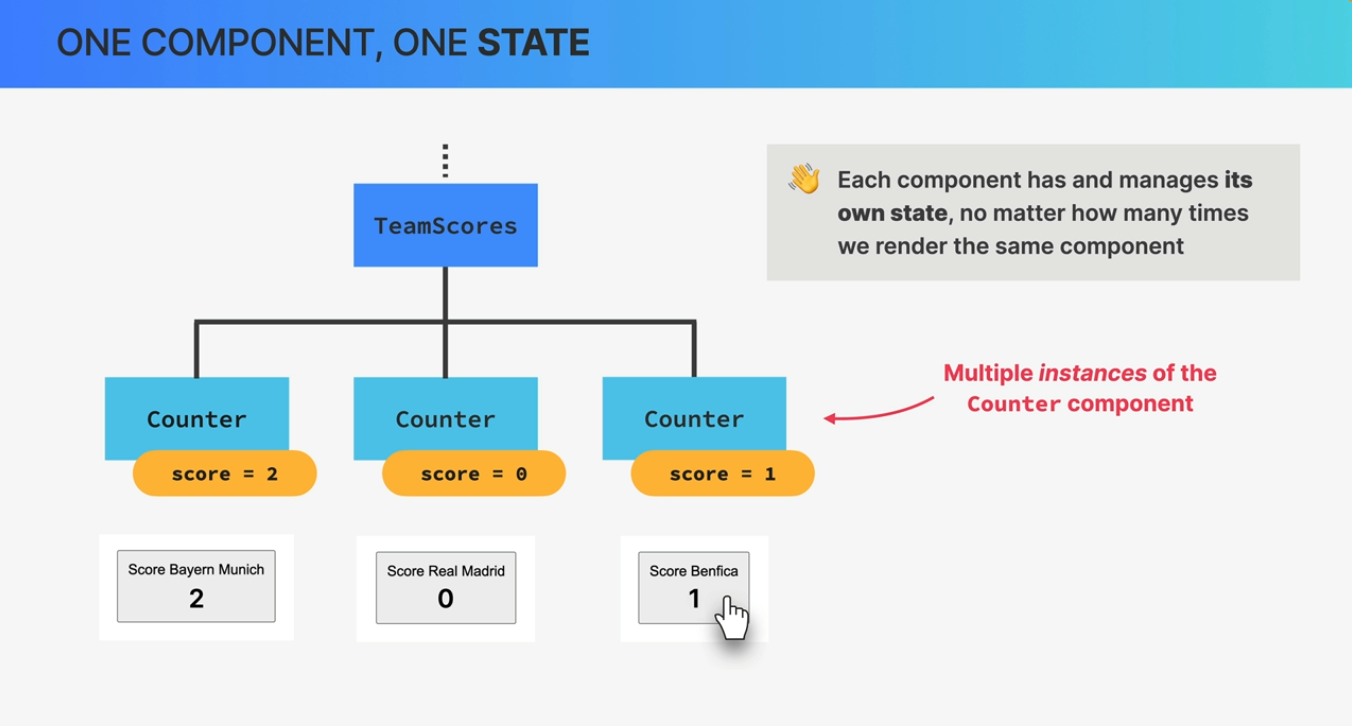 ONE COMPONENT, ONE STATE
TeamScores
👋 Each component has and manages its
own state, no matter how many times
we render the same component
Counter
score = 2
Counter
score = 0
Counter
score = 1
Multiple instances of the
Counter component
Score Bayern Munich
2
Score Real Madrid
0
Score Benfica
1